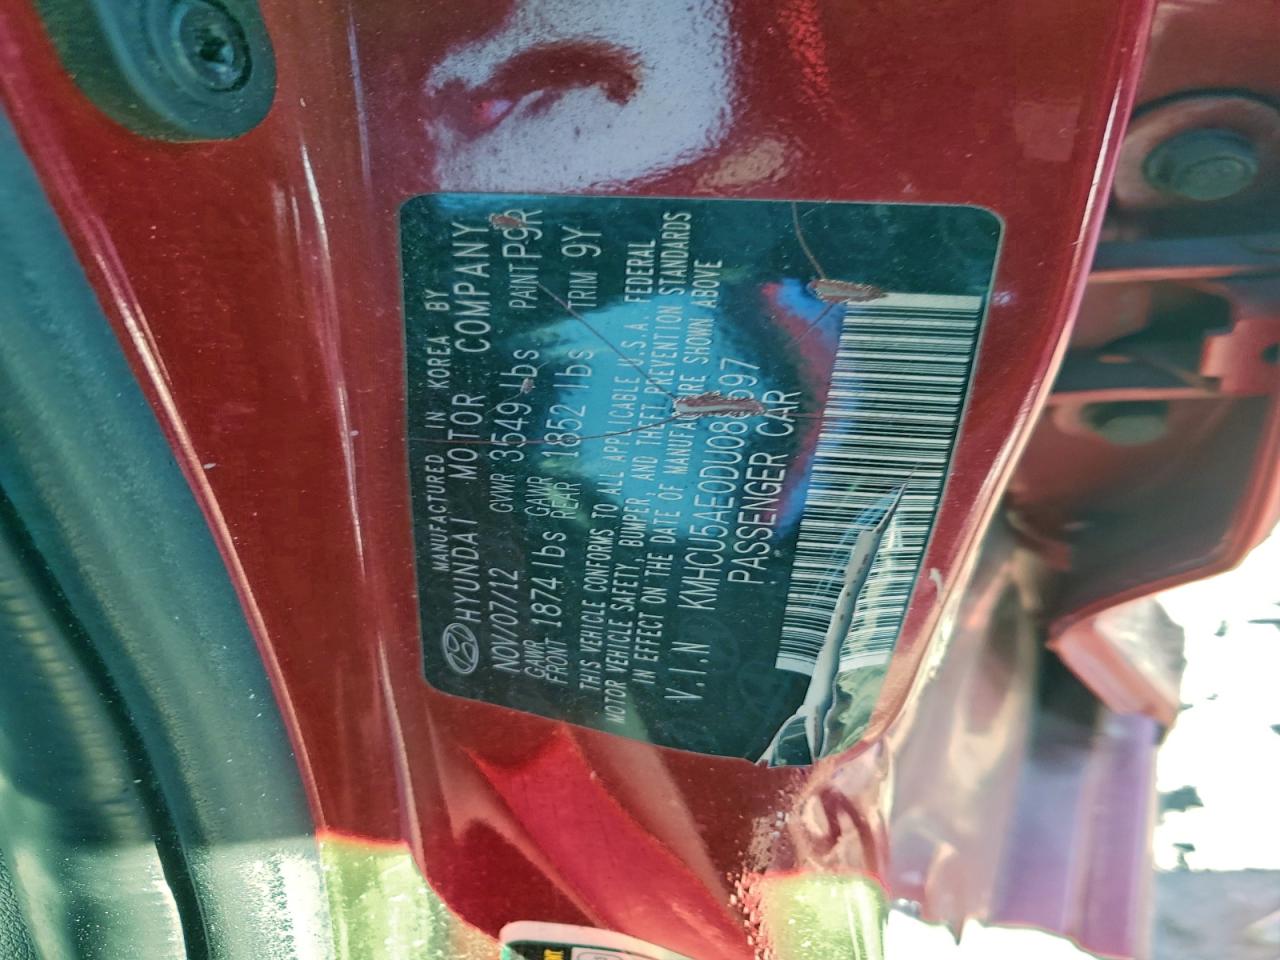 MANUFACTURED IN KOREA BY
HYUNDAI MOTOR COMPANY
NOV/07/12 GVWR 3549 lbs PAINT P9R
GAWR FRONT 1874 lbs GAWR REAR 1852 lbs TRIM 9Y
THIS VEHICLE CONFORMS TO ALL APPLICABLE U.S.A. FEDERAL
MOTOR VEHICLE SAFETY, BUMPER, AND THEFT PREVENTION STANDARDS
IN EFFECT ON THE DATE OF MANUFACTURE SHOWN ABOVE
V.I.N
PASSENGER CAR